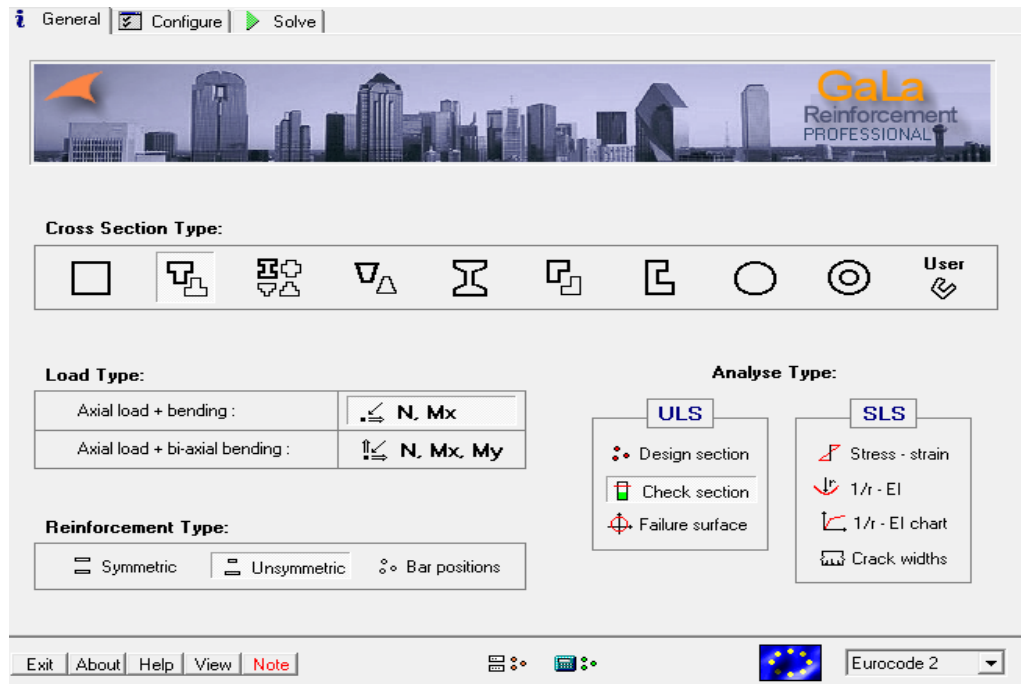 General Configure Solve
GaLa
Reinforcement
PROFESSIONAL
Cross Section Type:
User
Load Type:
Axial load + bending : N, Mx
Axial load + bi-axial bending : N, Mx, My
Reinforcement Type:
Symmetric Unsymmetric Bar positions
Analyse Type:
ULS
Design section
Check section
Failure surface
SLS
Stress - strain
1/r - EI
1/r - EI chart
Crack widths
Exit About Help View Note Eurocode 2